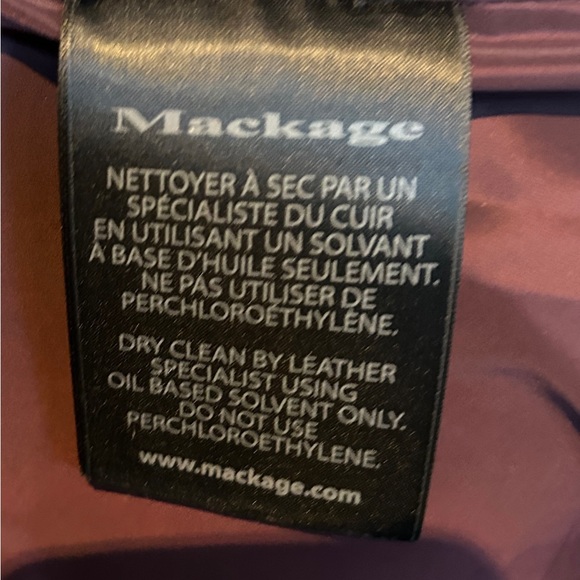 Mackage
NETTOYER À SEC PAR UN
SPÉCIALISTE DU CUIR
EN UTILISANT UN SOLVANT
À BASE D'HUILE SEULEMENT.
NE PAS UTILISER DE
PERCHLOROÉTHYLÈNE.
DRY CLEAN BY LEATHER
SPECIALIST USING
OIL BASED SOLVENT ONLY.
DO NOT USE
PERCHLOROETHYLENE.
www.mackage.com